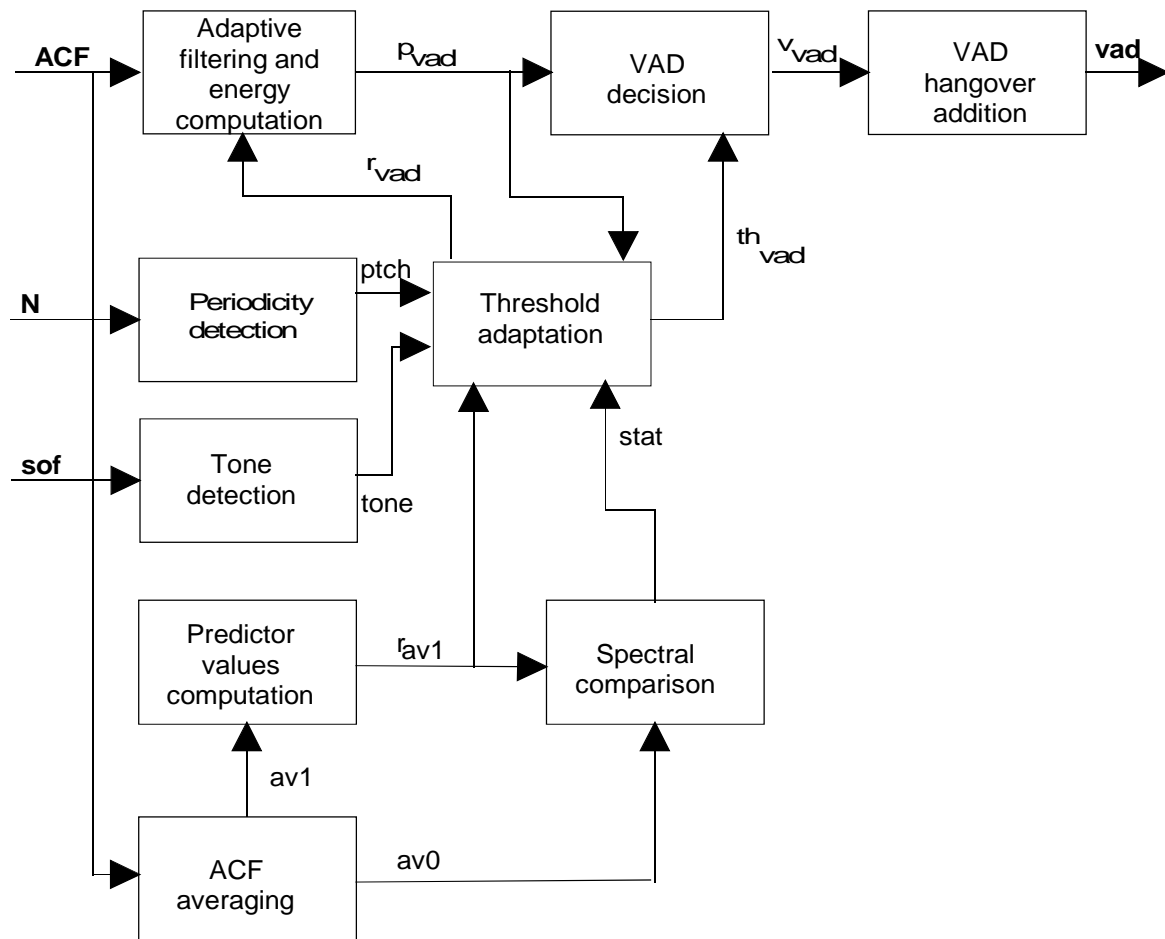 ACF
Adaptive
filtering and
energy
computation
pvad
VAD
decision
vvad
VAD
hangover
addition
vad
rvad
thvad
N
Periodicity
detection
ptch
Threshold
adaptation
sof
Tone
detection
tone
stat
Predictor
values
computation
rav1
Spectral
comparison
av1
ACF
averaging
av0